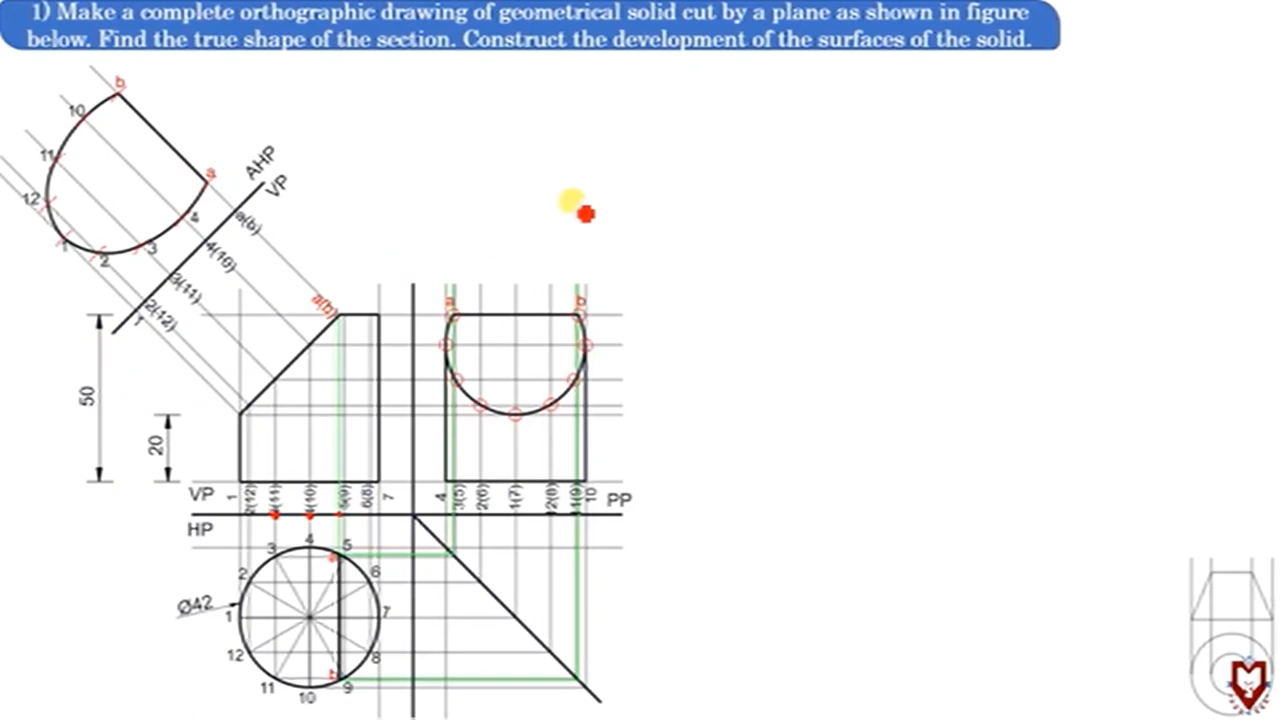 1) Make a complete orthographic drawing of geometrical solid cut by a plane as shown in figure
below. Find the true shape of the section. Construct the development of the surfaces of the solid.
b
10
11
12
1
2
3
4
a
AHP
VP
a(b)
4(10)
3(11)
2(12)
1
a(b)
a
b
50
20
VP
1
2(12)
3(11)
4(10)
5(9)
6(8)
7
4
3(5)
2(6)
1(7)
12(8)
11(9)
10
PP
HP
4
3
5
a
2
6
Ø42
1
7
12
8
11
9
10